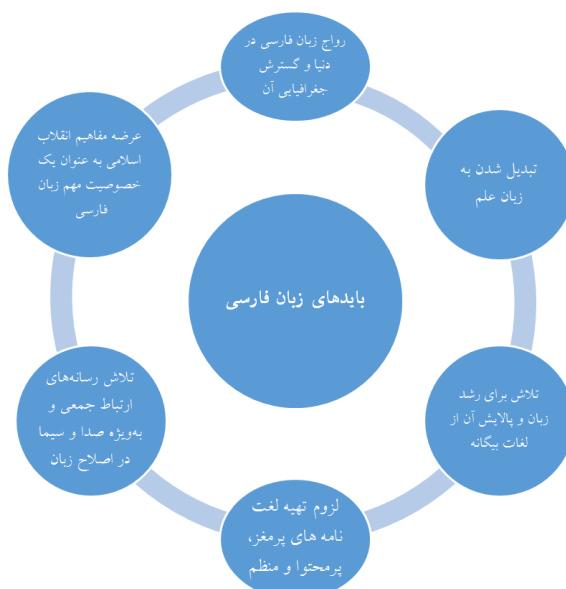 رواج زبان فارسی در
دنیا و گسترش
جغرافیایی آن
تبدیل شدن به
زبان علم
تلاش برای رشد
زبان و پالایش آن از
لغات بیگانه
لزوم تهیه لغت
نامه های پرمغز،
پرمحتوا و منظم
تلاش رسانه‌های
ارتباط جمعی و
به‌ویژه صدا و سیما
در اصلاح زبان
عرضه مفاهیم انقلاب
اسلامی به عنوان یک
خصوصیت مهم زبان
فارسی
بایدهای زبان فارسی